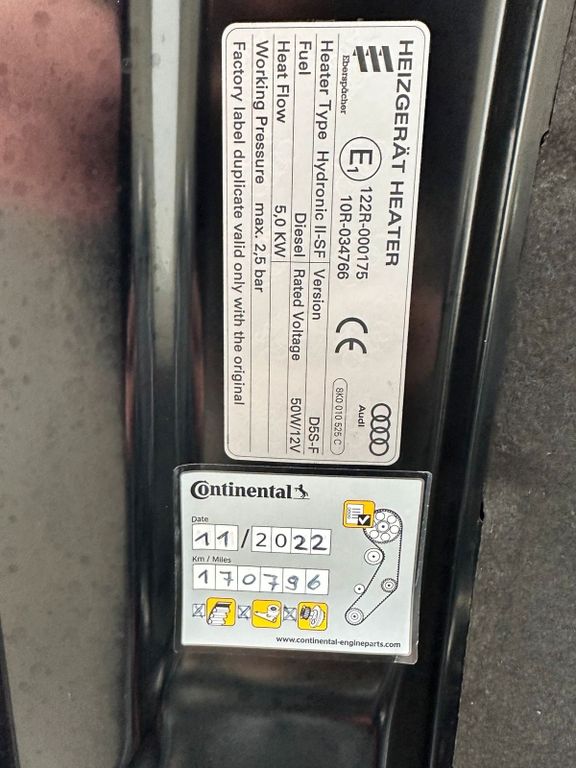 HEIZGERÄT HEATER
Eberspächer
E1
122R-000175
10R-034766
CE
Audi
8K0 010 525 C
Heater Type Hydronic II-SF Version D5S-F
Fuel Diesel Rated Voltage 50W/12V
Heat Flow 5,0 KW
Working Pressure max. 2,5 bar
Factory label duplicate valid only with the original
Continental
Date
11/2022
Km / Miles
170796
www.continental-engineparts.com